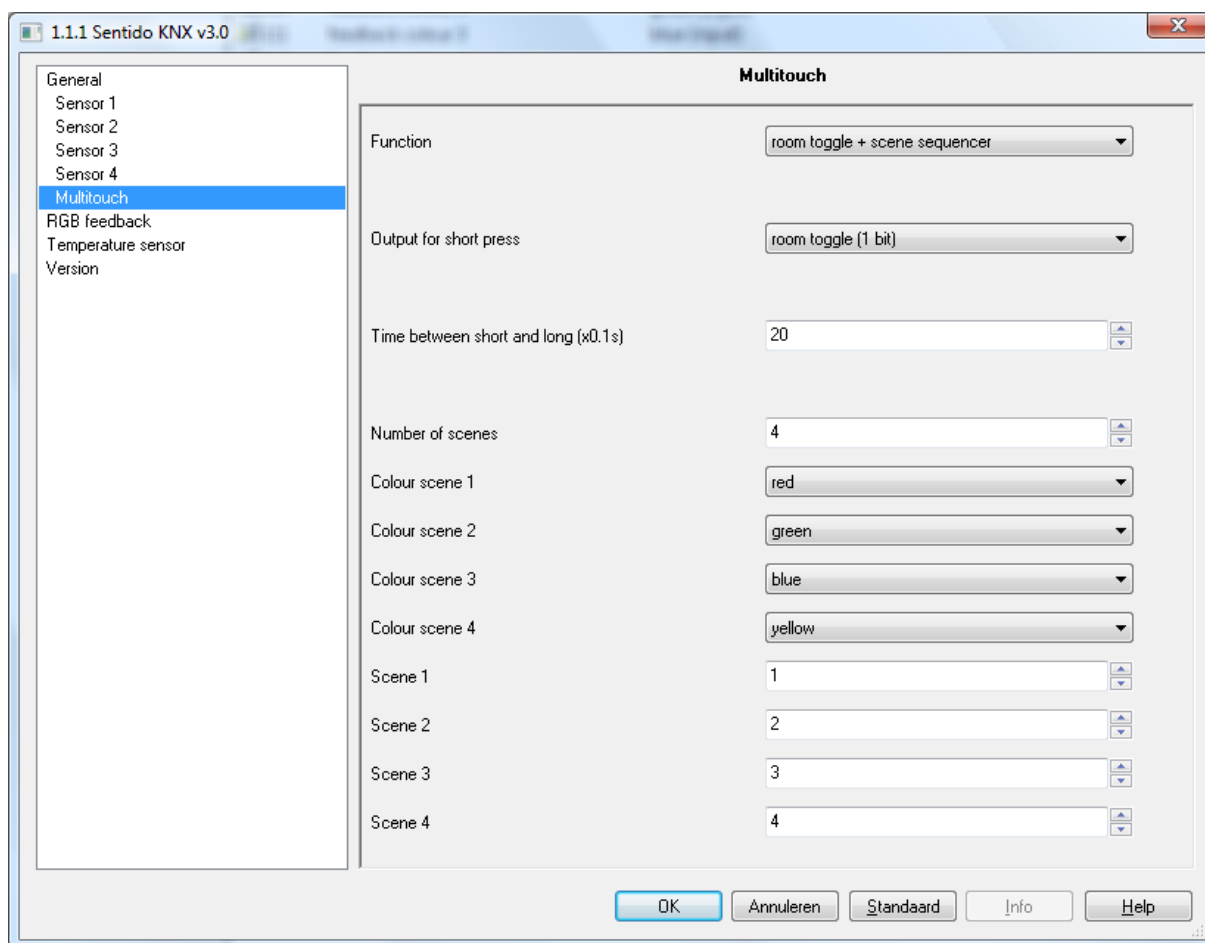 1.1.1 Sentido KNX v3.0
General
Sensor 1
Sensor 2
Sensor 3
Sensor 4
Multitouch
RGB feedback
Temperature sensor
Version
Multitouch
Function room toggle + scene sequencer
Output for short press room toggle (1 bit)
Time between short and long (x0.1s) 20
Number of scenes 4
Colour scene 1 red
Colour scene 2 green
Colour scene 3 blue
Colour scene 4 yellow
Scene 1 1
Scene 2 2
Scene 3 3
Scene 4 4
OK Annuleren Standaard Info Help